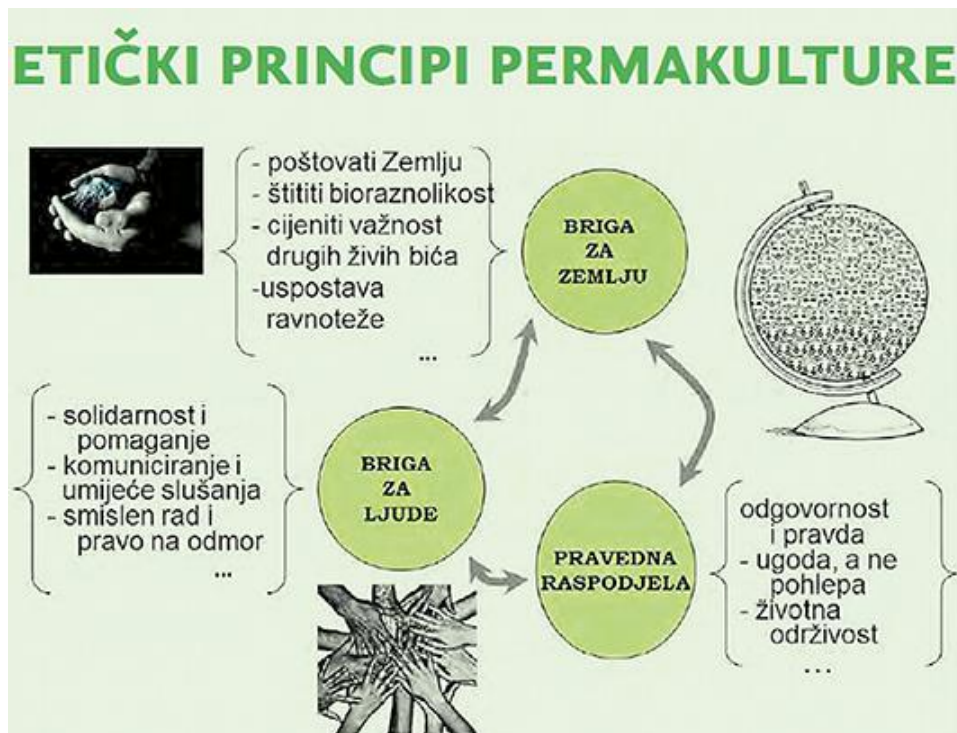 ETIČKI PRINCIPI PERMAKULTURE
- poštovati Zemlju
- štititi bioraznolikost
- cijeniti važnost
drugih živih bića
-uspostava
ravnoteže
...
BRIGA
ZA
ZEMLJU
- solidarnost i
pomaganje
- komuniciranje i
umijeće slušanja
- smislen rad i
pravo na odmor
...
BRIGA
ZA
LJUDE
PRAVEDNA
RASPODJELA
odgovornost
i pravda
- ugoda, a ne
pohlepa
- životna
održivost
...